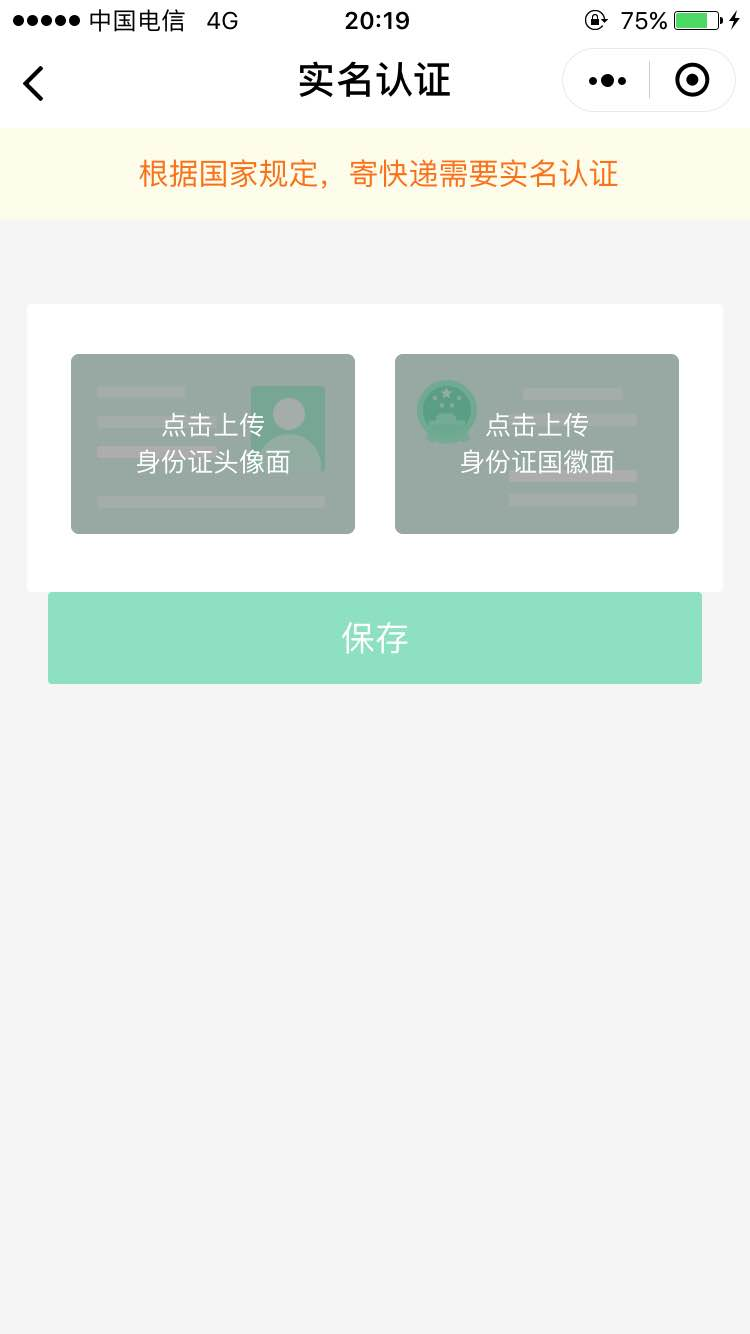 中国电信 4G 20:19 75%
实名认证
根据国家规定，寄快递需要实名认证
点击上传 点击上传
身份证头像面 身份证国徽面
保存